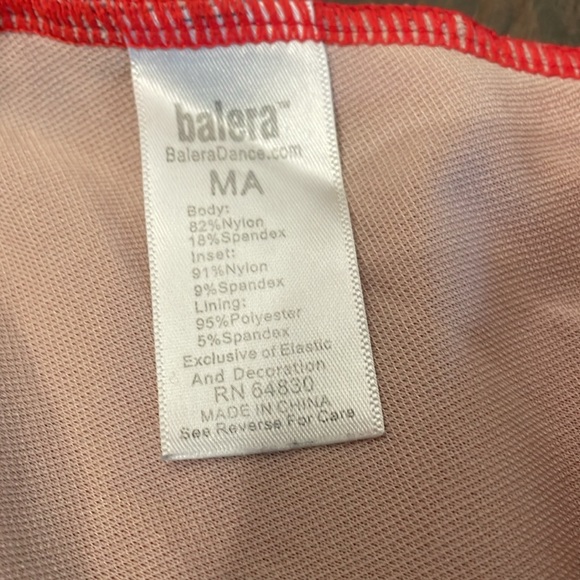 balera™
BaleraDance.com
MA
Body:
82%Nylon
18%Spandex
Inset:
91%Nylon
9%Spandex
Lining:
95%Polyester
5%Spandex
Exclusive of Elastic
And Decoration
RN 64830
MADE IN CHINA
See Reverse For Care